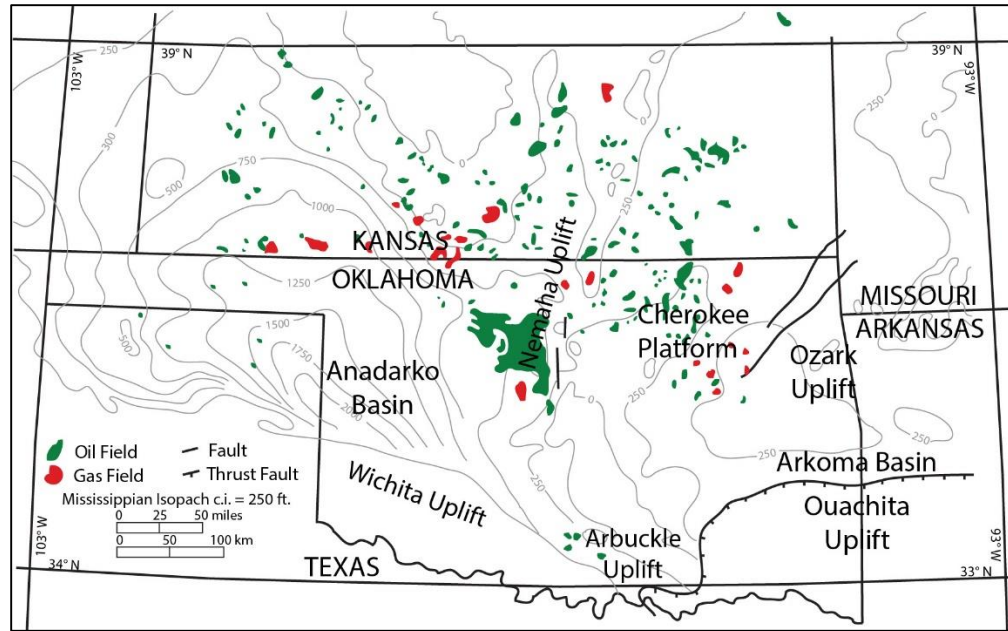 250
39° N
39° N
103° W
93° W
250
300
750
500
1000
0
0
0
250
KANSAS
OKLAHOMA
Nemaha Uplift
MISSOURI
ARKANSAS
1250
1500
1750
2000
500
Cherokee
Platform
Ozark
Uplift
Anadarko
Basin
250
0
250
250
250
Oil Field
Gas Field
Fault
Thrust Fault
Mississippian Isopach c.i. = 250 ft.
0 25 50 miles
0 50 100 km
Wichita Uplift
Arkoma Basin
Ouachita
Uplift
Arbuckle
Uplift
103° W
93° W
34° N
TEXAS
33° N